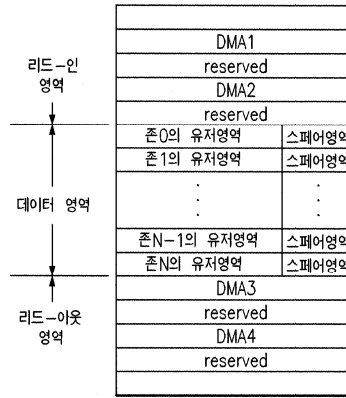 리드-인
영역
데이터 영역
리드-아웃
영역
DMA1
reserved
DMA2
reserved
존0의 유저영역 스페어영역
존1의 유저영역 스페어영역
존N-1의 유저영역 스페어영역
존N의 유저영역 스페어영역
DMA3
reserved
DMA4
reserved